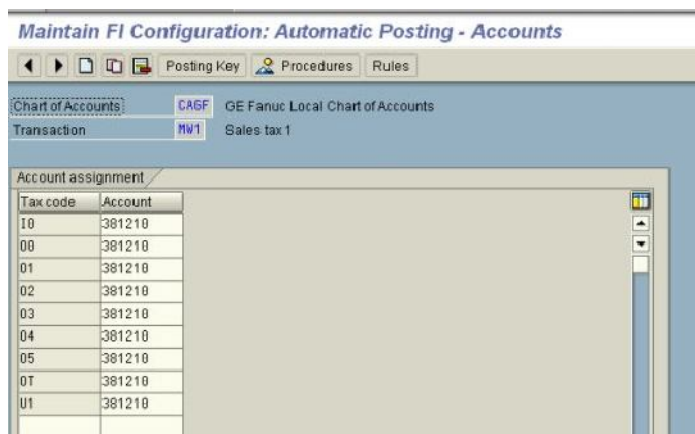 Maintain FI Configuration: Automatic Posting - Accounts
Posting Key Procedures Rules
Chart of Accounts CAGF GE Fanuc Local Chart of Accounts
Transaction MW1 Sales tax 1
Account assignment
Tax code Account
I0 381210
O0 381210
O1 381210
O2 381210
O3 381210
O4 381210
O5 381210
OT 381210
U1 381210